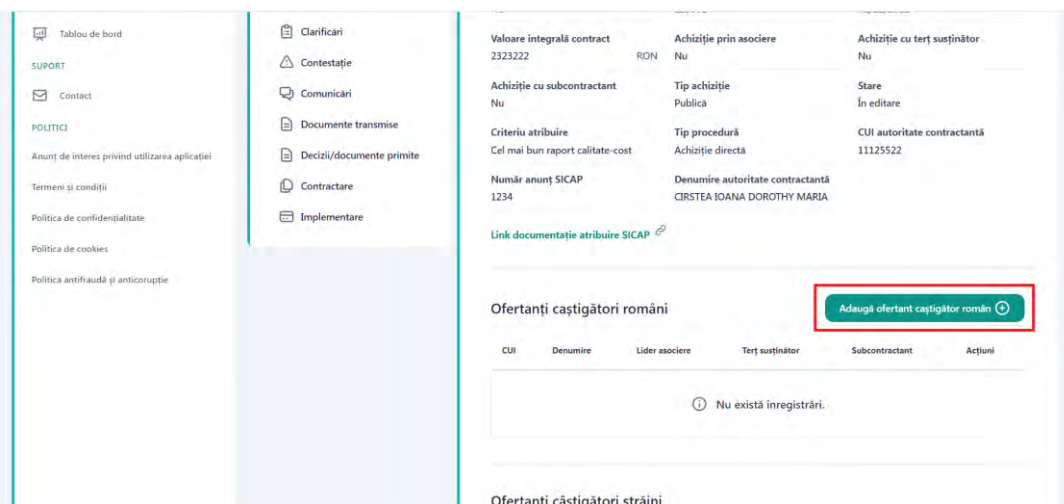 Tablou de bord
SUPORT
Contact
POLITICI
Anunț de interes privind utilizarea aplicației
Termeni și condiții
Politica de confidențialitate
Politica de cookies
Politica antifraudă și anticorupție
Clarificări
Contestație
Comunicări
Documente transmise
Decizii/documente primite
Contractare
Implementare
Valoare integrală contract
2323222 RON
Achiziție prin asociere
Nu
Achiziție cu terț susținător
Nu
Achiziție cu subcontractant
Nu
Tip achiziție
Publică
Stare
În editare
Criteriu atribuire
Cel mai bun raport calitate-cost
Tip procedură
Achiziție directă
CUI autoritate contractantă
11125522
Număr anunț SICAP
1234
Denumire autoritate contractantă
CIRSTEA IOANA DOROTHY MARIA
Link documentație atribuire SICAP
Ofertanți caștigători români
Adaugă ofertant caștigător român
CUI Denumire Lider asociere Terț susținător Subcontractant Acțiuni
Nu există înregistrări.
Ofertanți câștigători străini